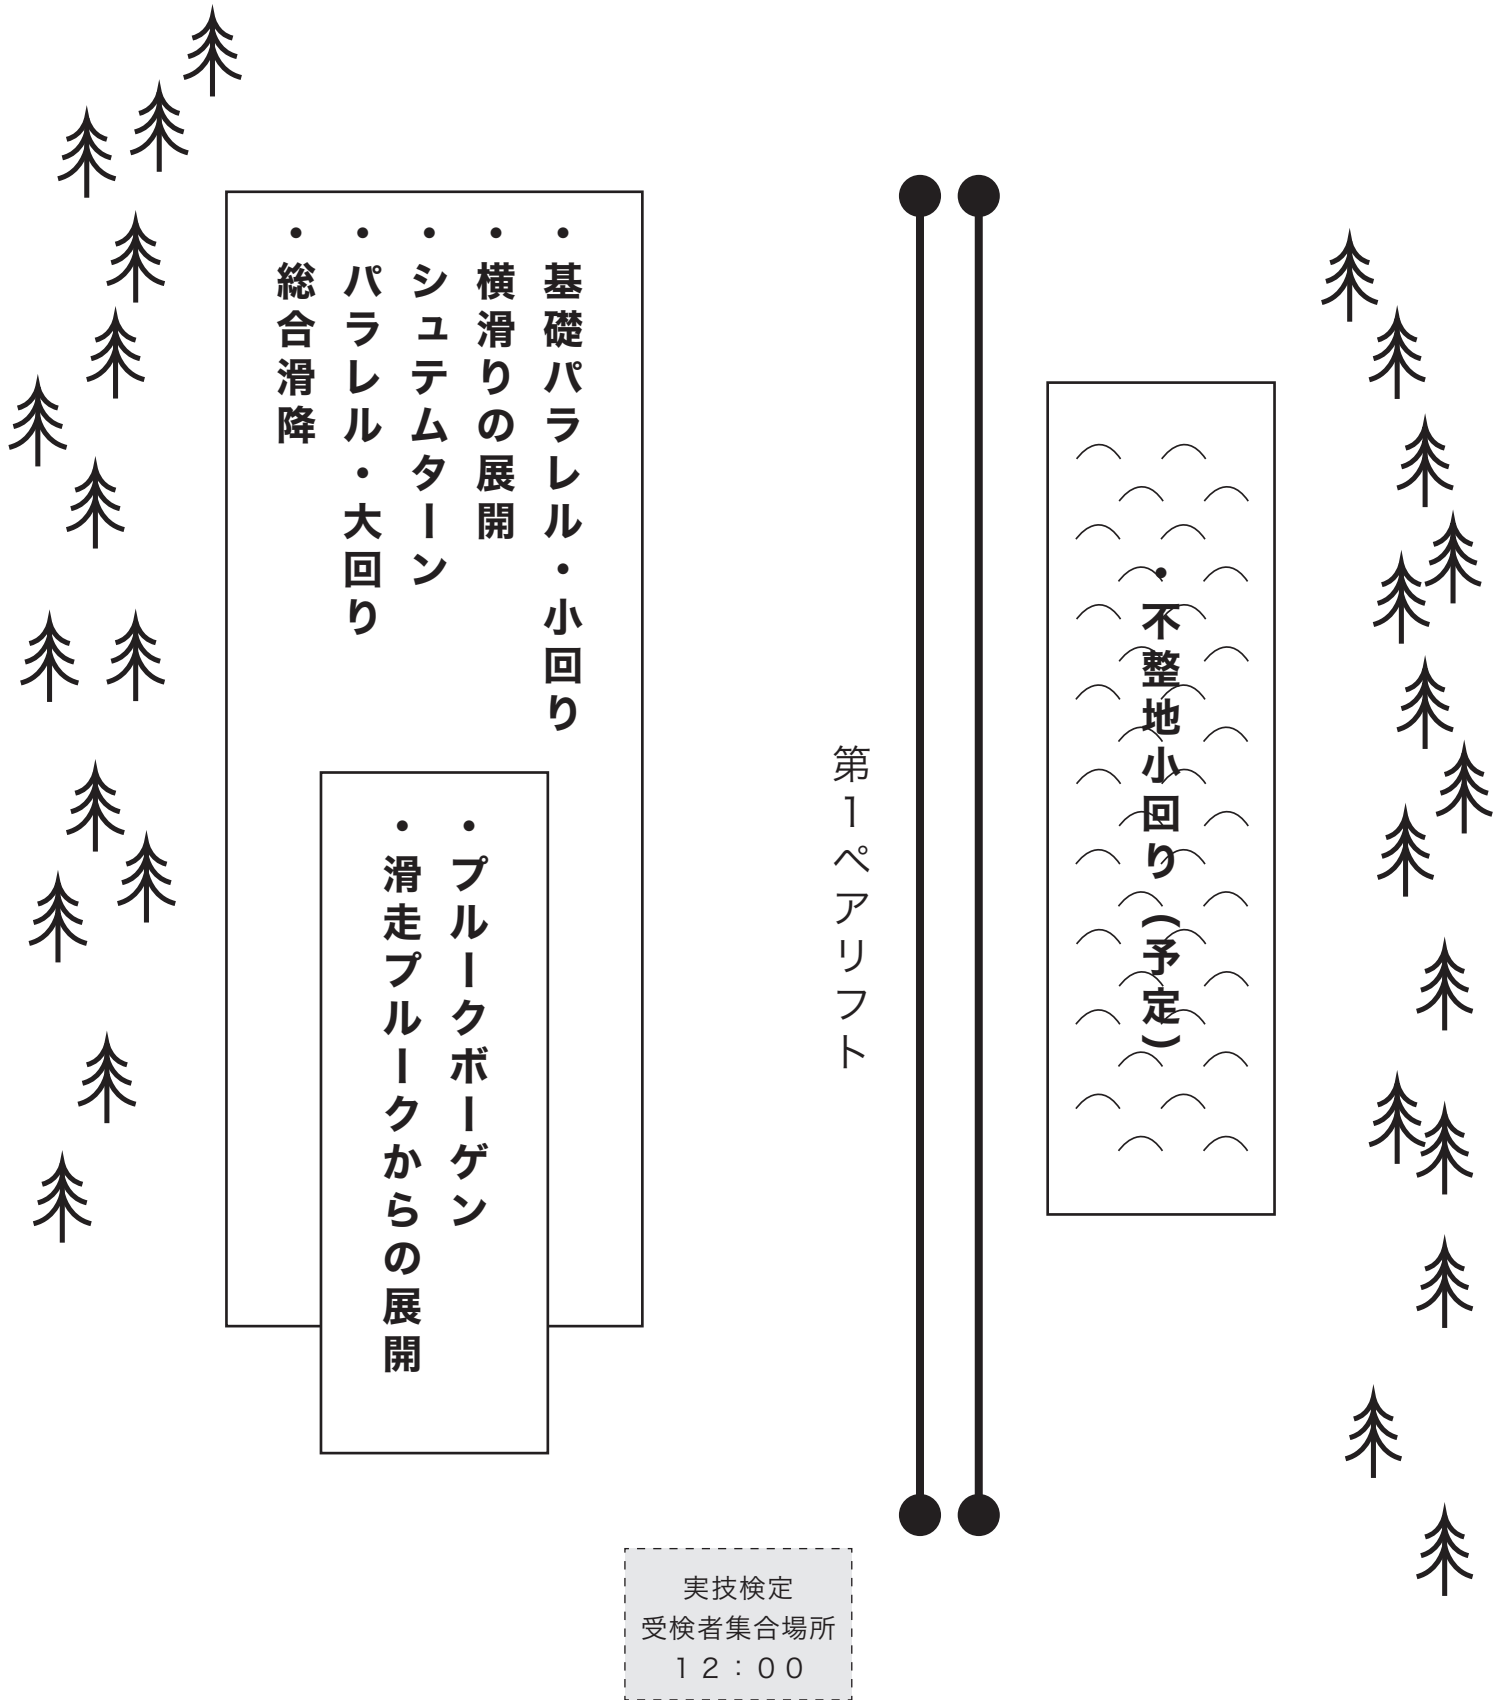 ・基礎パラレル・小回り
・横滑りの展開
・シュテムターン
・パラレル・大回り
・総合滑降
・プルークボーゲン
・滑走プルークからの展開
第1ペアリフト
・不整地小回り（予定）
実技検定
受検者集合場所
１２：００